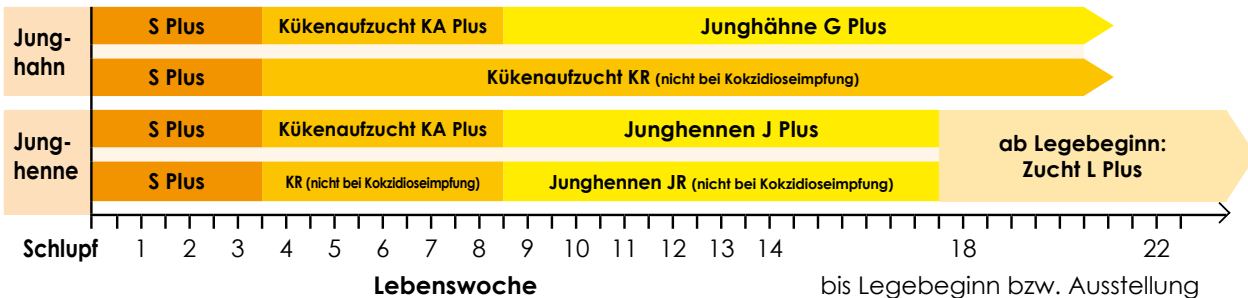 Jung-
hahn
S Plus
Kükenaufzucht KA Plus
Junghähne G Plus
S Plus
Kükenaufzucht KR (nicht bei Kokzidioseimpfung)
Jung-
henne
S Plus
Kükenaufzucht KA Plus
Junghennen J Plus
S Plus
KR (nicht bei Kokzidioseimpfung)
Junghennen JR (nicht bei Kokzidioseimpfung)
ab Legebeginn:
Zucht L Plus
Schlupf 1 2 3 4 5 6 7 8 9 10 11 12 13 14 18 22
Lebenswoche
bis Legebeginn bzw. Ausstellung